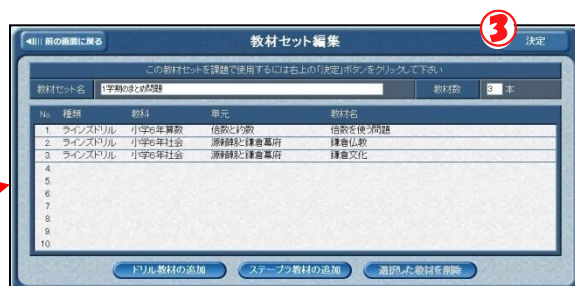 前の画面に戻る 教材セット編集 ③ 決定
この教材セットを課題で使用するには右上の「決定」ボタンをクリックして下さい
教材セット名 1学期のまとめ問題 教材数 3 本
No. 種類 教科 単元 教材名
1. ラインズドリル 小学6年算数 倍数と約数 倍数を使う問題
2. ラインズドリル 小学6年社会 源頼朝と鎌倉幕府 鎌倉仏教
3. ラインズドリル 小学6年社会 源頼朝と鎌倉幕府 鎌倉文化
4.
5.
6.
7.
8.
9.
10.
ドリル教材の追加 ステープラ教材の追加 選択した教材を削除